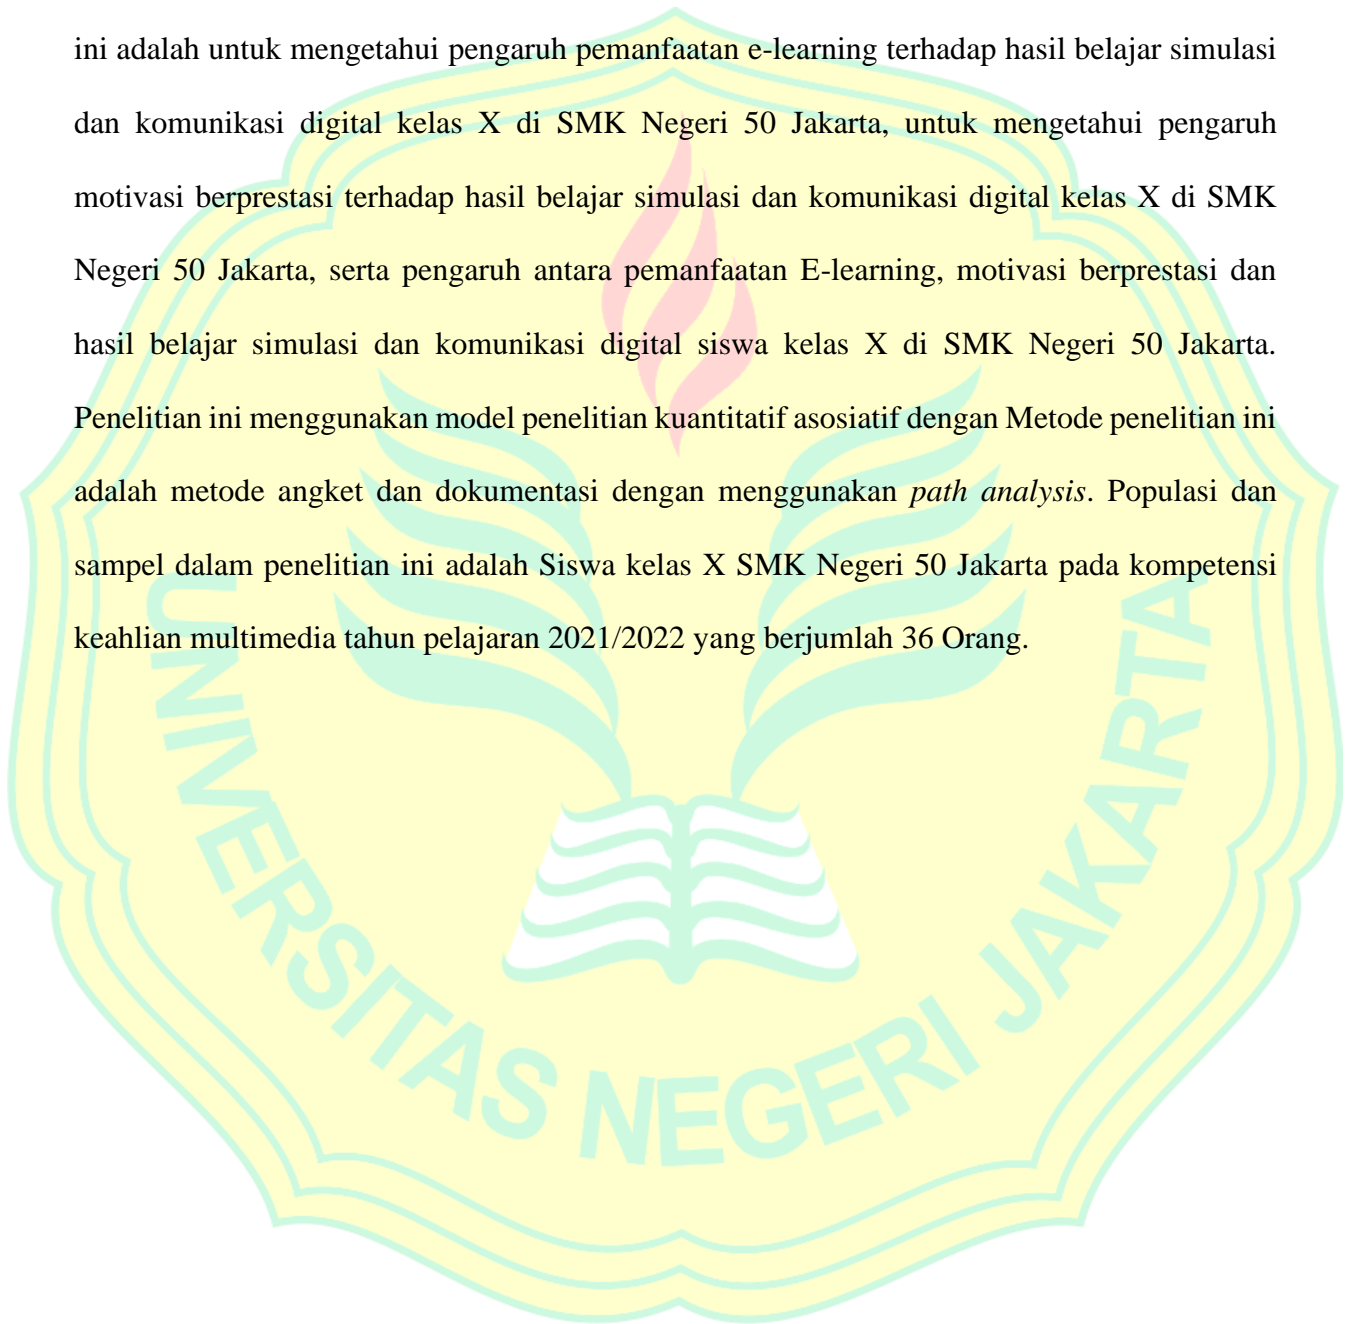 ini adalah untuk mengetahui pengaruh pemanfaatan e-learning terhadap hasil belajar simulasi
dan komunikasi digital kelas X di SMK Negeri 50 Jakarta, untuk mengetahui pengaruh
motivasi berprestasi terhadap hasil belajar simulasi dan komunikasi digital kelas X di SMK
Negeri 50 Jakarta, serta pengaruh antara pemanfaatan E-learning, motivasi berprestasi dan
hasil belajar simulasi dan komunikasi digital siswa kelas X di SMK Negeri 50 Jakarta.
Penelitian ini menggunakan model penelitian kuantitatif asosiatif dengan Metode penelitian ini
adalah metode angket dan dokumentasi dengan menggunakan path analysis. Populasi dan
sampel dalam penelitian ini adalah Siswa kelas X SMK Negeri 50 Jakarta pada kompetensi
keahlian multimedia tahun pelajaran 2021/2022 yang berjumlah 36 Orang.
UNIVERSITAS NEGERI JAKARTA